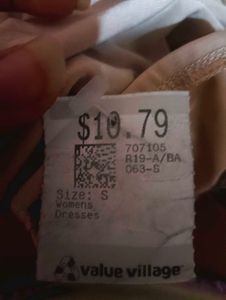 $10.79
707105
R19-A/BA
063-S
Size: S
Womens
Dresses
value village